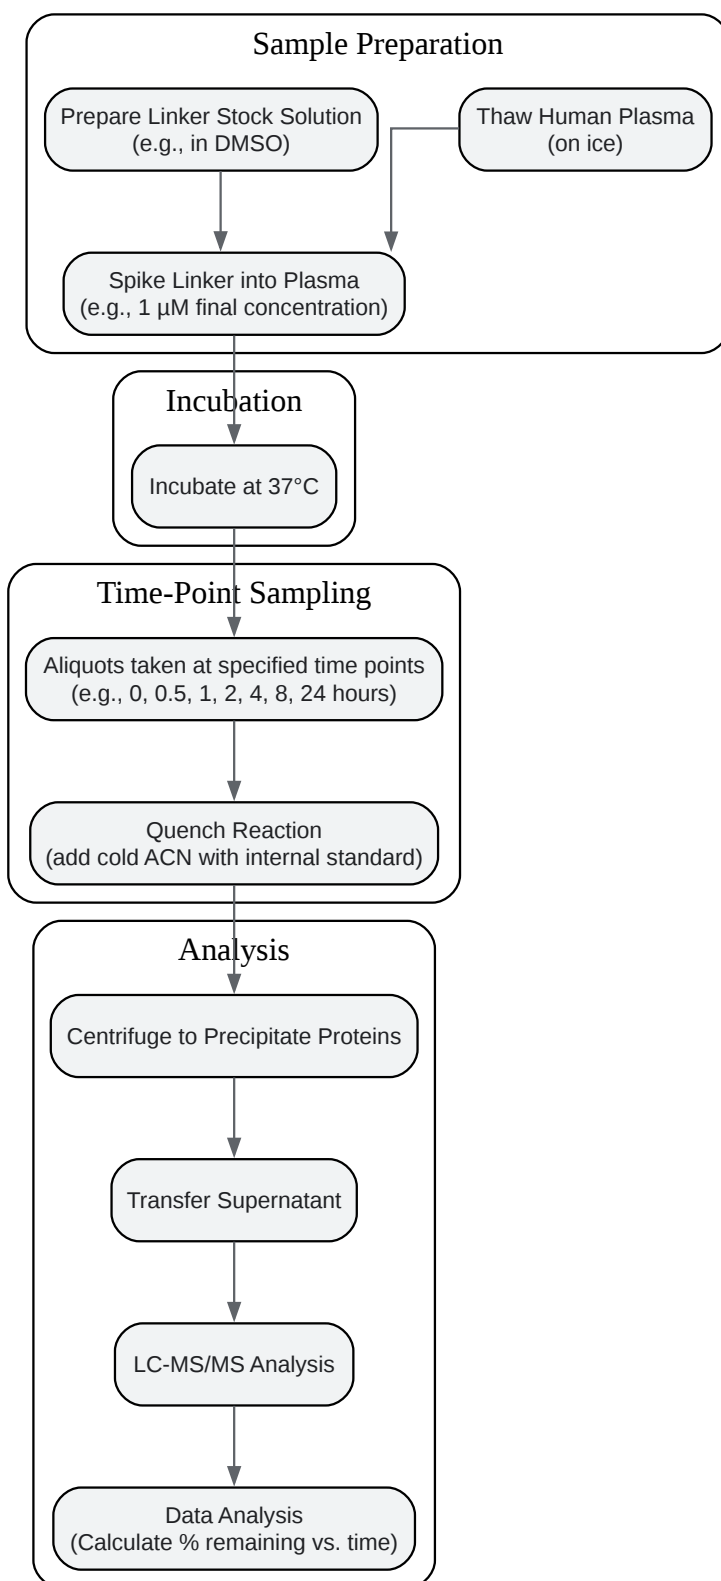 Sample Preparation
Prepare Linker Stock Solution
(e.g., in DMSO)
Thaw Human Plasma
(on ice)
Spike Linker into Plasma
(e.g., 1 µM final concentration)
Incubation
Incubate at 37°C
Time-Point Sampling
Aliquots taken at specified time points
(e.g., 0, 0.5, 1, 2, 4, 8, 24 hours)
Quench Reaction
(add cold ACN with internal standard)
Analysis
Centrifuge to Precipitate Proteins
Transfer Supernatant
LC-MS/MS Analysis
Data Analysis
(Calculate % remaining vs. time)